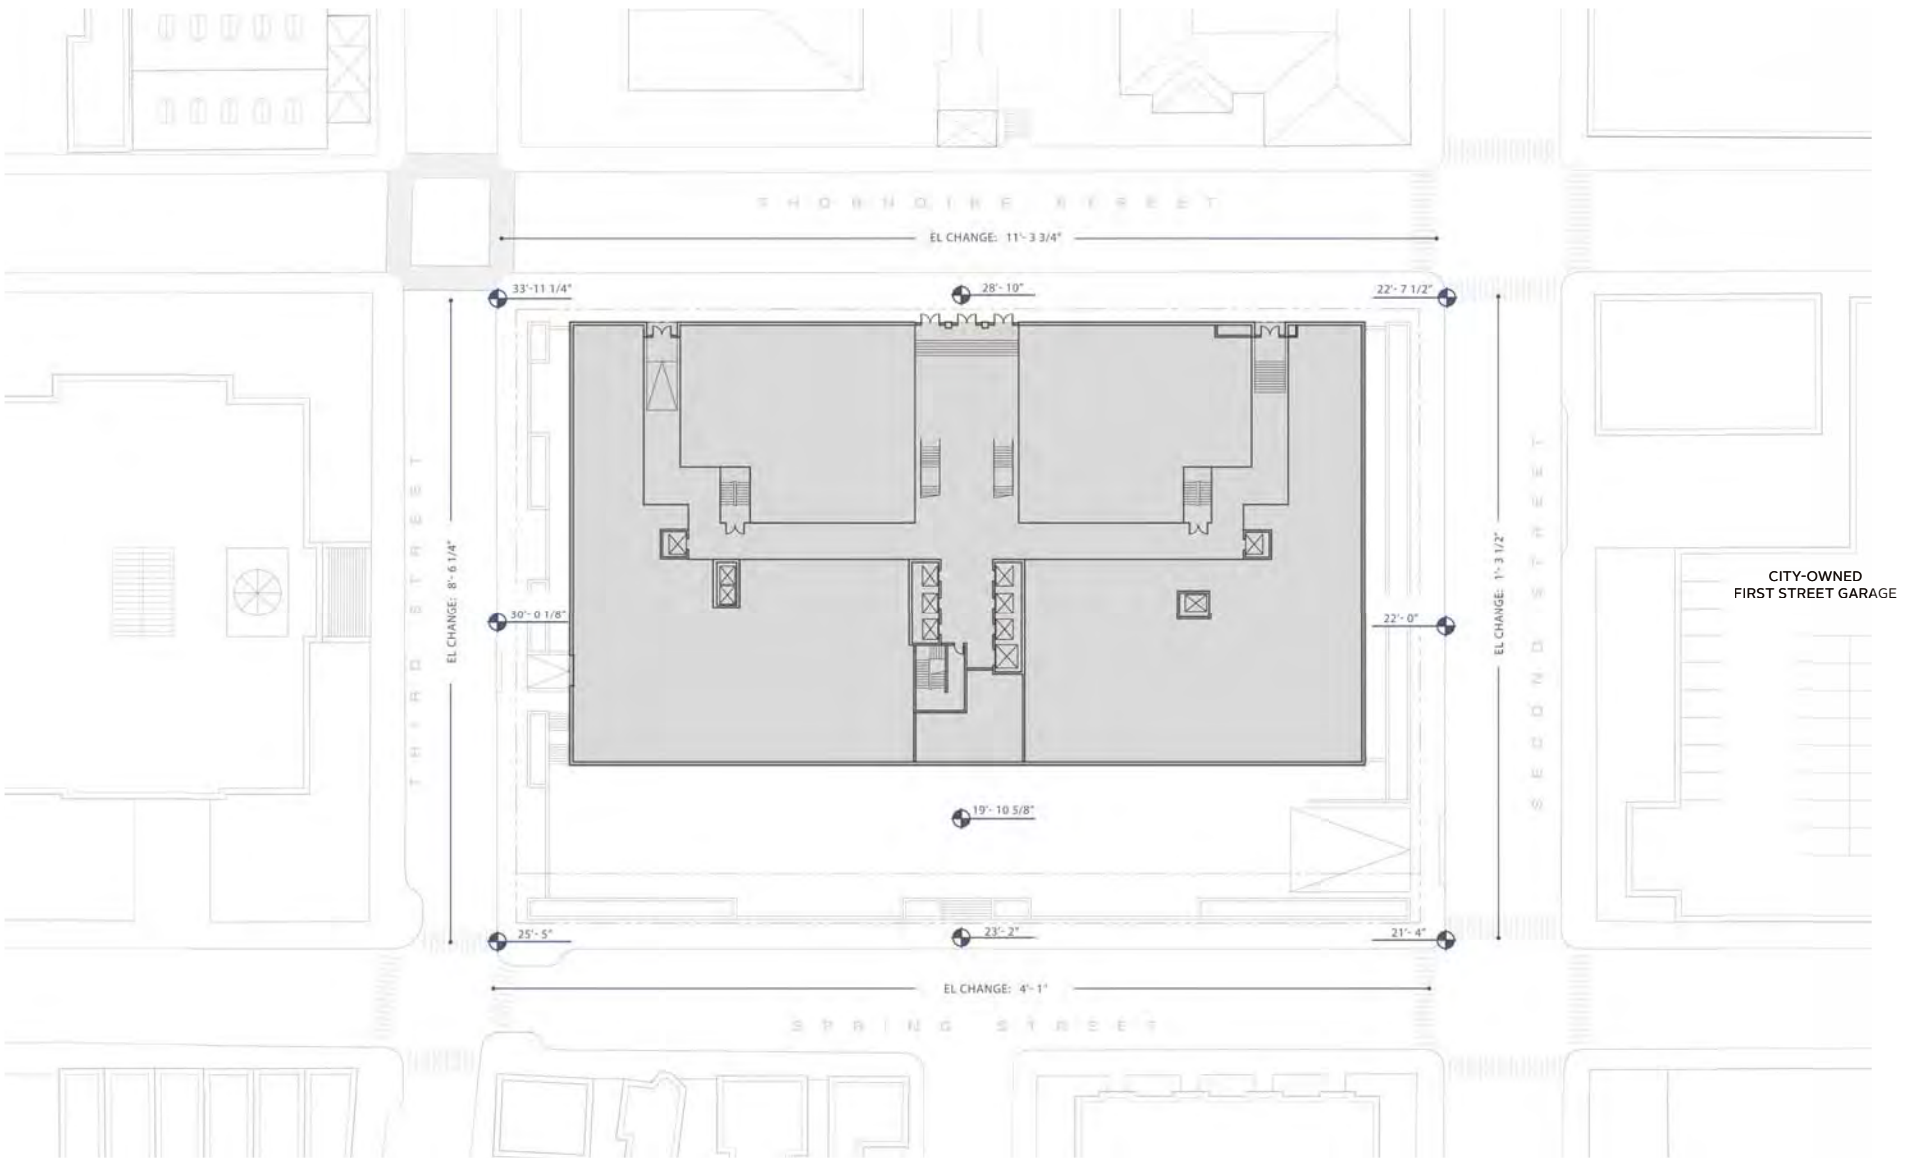 THORNDIKE STREET
EL CHANGE: 11'- 3 3/4"
33'-11 1/4"
28'- 10"
22'- 7 1/2"
THIRD STREET
EL CHANGE: 8'- 6 1/4"
30'- 0 1/8"
22'- 0"
EL CHANGE: 1'- 3 1/2"
SECOND STREET
CITY-OWNED
FIRST STREET GARAGE
19'- 10 5/8"
25'- 5"
23'- 2"
21'- 4"
EL CHANGE: 4'- 1"
SPRING STREET